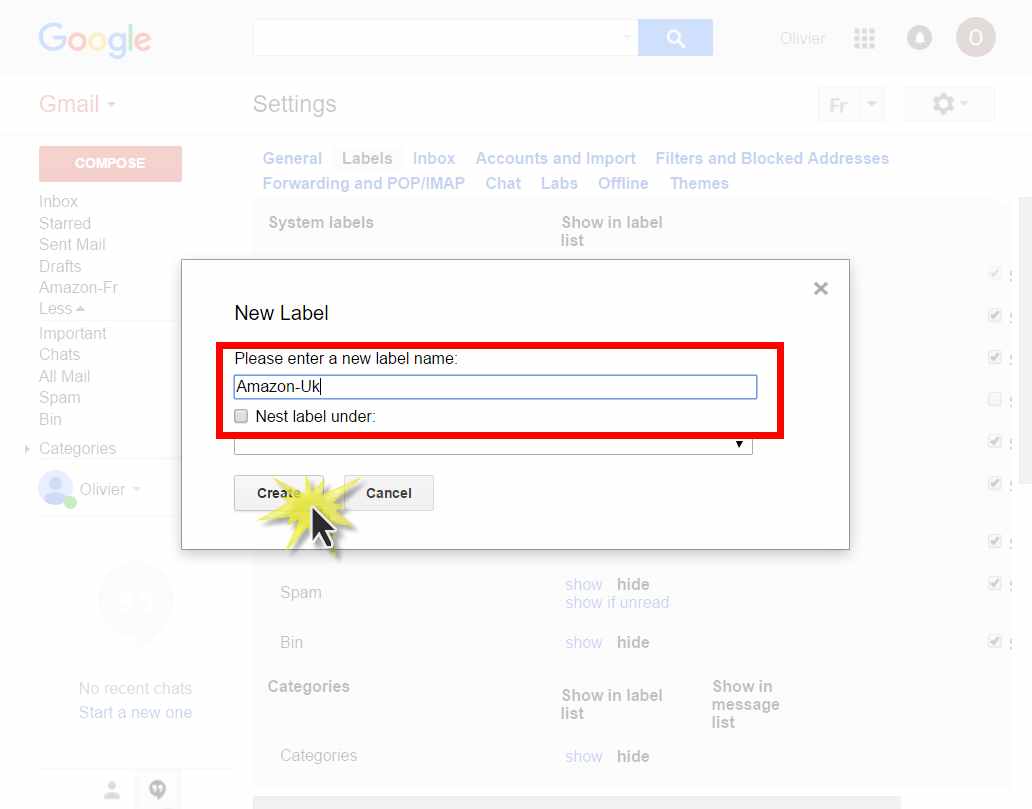 Google
Olivier
O
Gmail
Settings
Fr
COMPOSE
General Labels Inbox Accounts and Import Filters and Blocked Addresses
Forwarding and POP/IMAP Chat Labs Offline Themes
Inbox
Starred
Sent Mail
Drafts
Amazon-Fr
Less
Important
Chats
All Mail
Spam
Bin
Categories
Olivier
No recent chats
Start a new one
System labels
Show in label
list
New Label
Please enter a new label name:
Amazon-Uk
Nest label under:
Create
Cancel
Spam
show hide
show if unread
Bin
show hide
Categories
Show in label
list
Show in
message
list
Categories
show hide